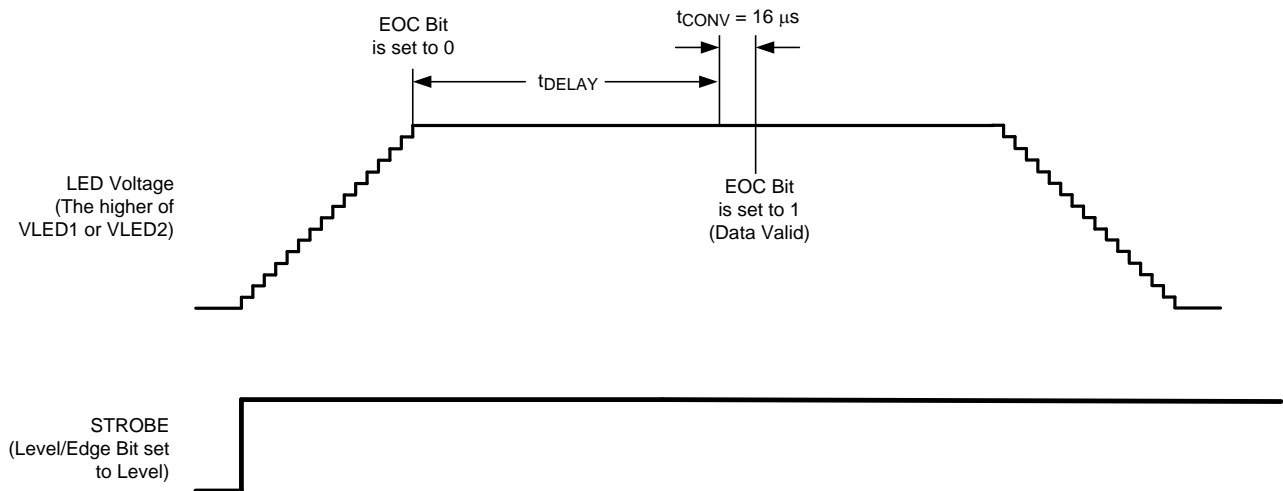 EOC Bit
is set to 0
tCONV = 16 µs
tDELAY
LED Voltage
(The higher of
VLED1 or VLED2)
EOC Bit
is set to 1
(Data Valid)
STROBE
(Level/Edge Bit set
to Level)